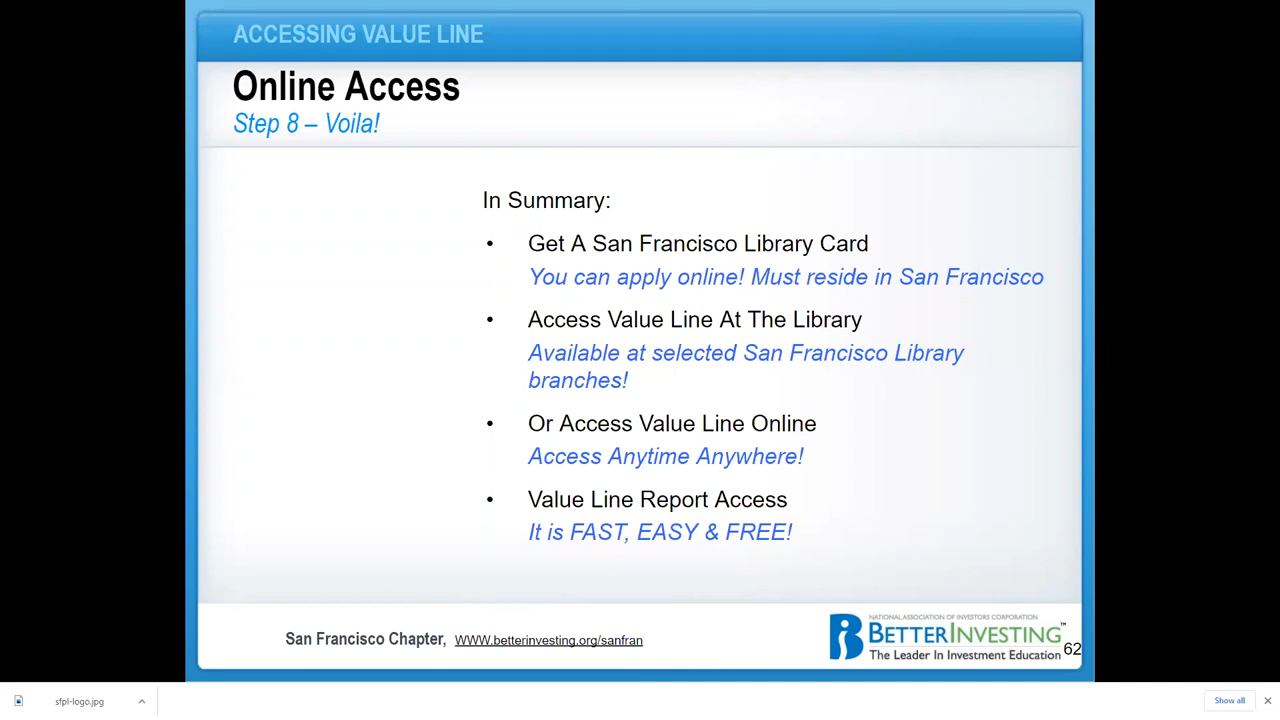 ACCESSING VALUE LINE
Online Access
Step 8 – Voila!
In Summary:
• Get A San Francisco Library Card
You can apply online! Must reside in San Francisco
• Access Value Line At The Library
Available at selected San Francisco Library
branches!
• Or Access Value Line Online
Access Anytime Anywhere!
• Value Line Report Access
It is FAST, EASY & FREE!
San Francisco Chapter, WWW.betterinvesting.org/sanfran
NATIONAL ASSOCIATION OF INVESTORS CORPORATION
BETTERINVESTING™
The Leader In Investment Education
62
sfpl-logo.jpg
Show all